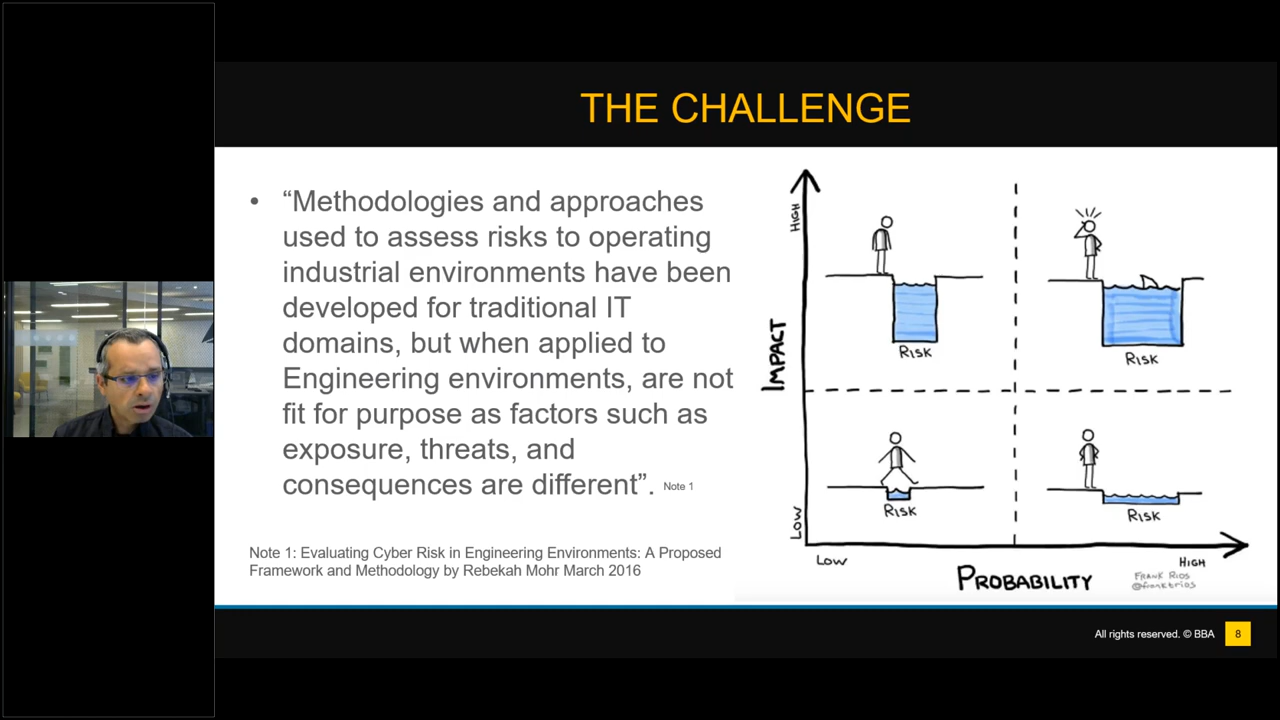 THE CHALLENGE
• “Methodologies and approaches
used to assess risks to operating
industrial environments have been
developed for traditional IT
domains, but when applied to
Engineering environments, are not
fit for purpose as factors such as
exposure, threats, and
consequences are different”. Note 1
Note 1: Evaluating Cyber Risk in Engineering Environments: A Proposed
Framework and Methodology by Rebekah Mohr March 2016
HIGH
IMPACT
LOW
RISK
RISK
RISK
RISK
LOW
HIGH
PROBABILITY
FRANK RIOS
@frankbrios
All rights reserved. © BBA
8